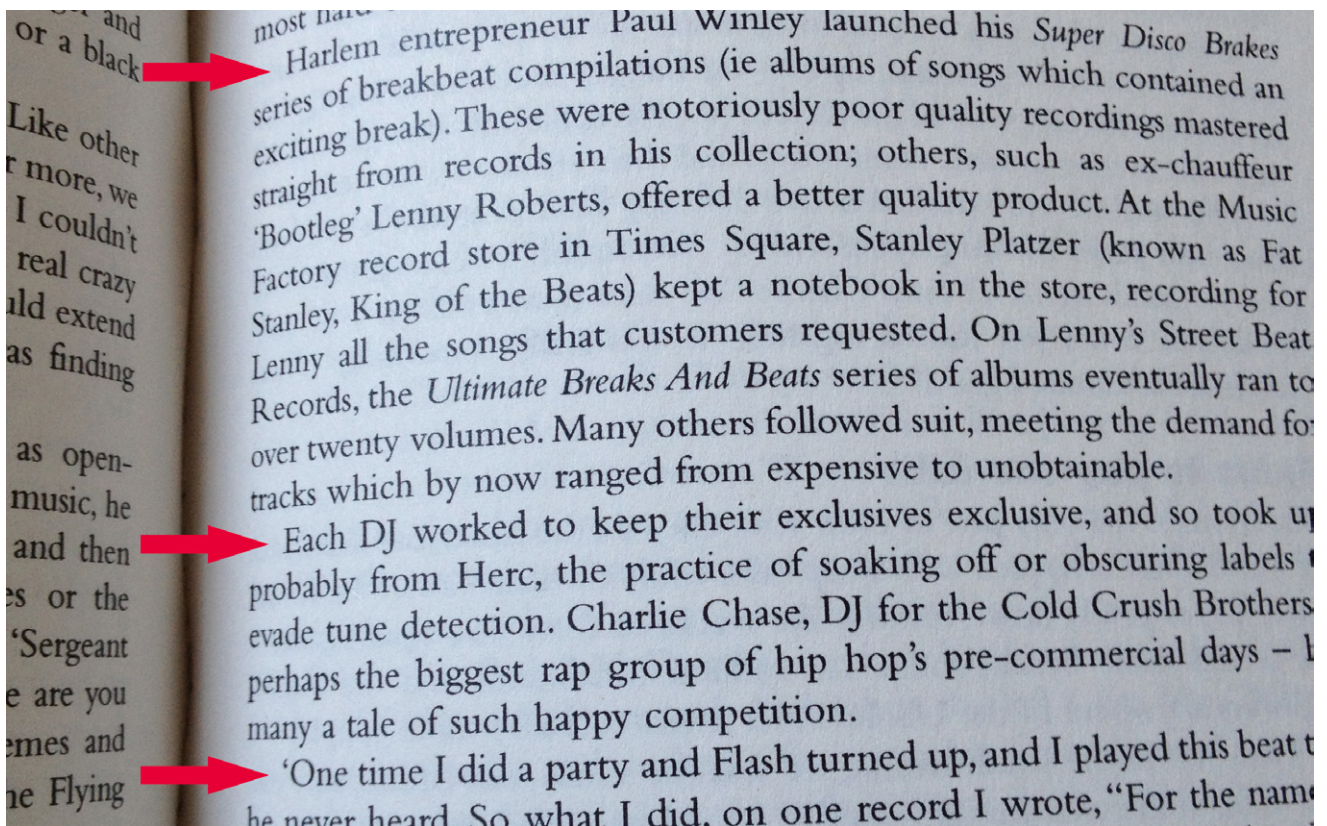 and
or a black
Like other
more, we
I couldn't
real crazy
extend
as finding
as open-
music, he
and then
or the
‘Sergeant
are you
and
Flying
most
Harlem entrepreneur Paul Winley launched his Super Disco Brakes
series of breakbeat compilations (ie albums of songs which contained an
exciting break). These were notoriously poor quality recordings mastered
straight from records in his collection; others, such as ex-chauffeur
‘Bootleg’ Lenny Roberts, offered a better quality product. At the Music
Factory record store in Times Square, Stanley Platzer (known as Fat
Stanley, King of the Beats) kept a notebook in the store, recording for
Lenny all the songs that customers requested. On Lenny’s Street Beat
Records, the Ultimate Breaks And Beats series of albums eventually ran to
over twenty volumes. Many others followed suit, meeting the demand for
tracks which by now ranged from expensive to unobtainable.
Each DJ worked to keep their exclusives exclusive, and so took up
probably from Herc, the practice of soaking off or obscuring labels
evade tune detection. Charlie Chase, DJ for the Cold Crush Brothers
perhaps the biggest rap group of hip hop’s pre-commercial days –
many a tale of such happy competition.
‘One time I did a party and Flash turned up, and I played this beat
he never heard. So what I did, on one record I wrote, “For the name